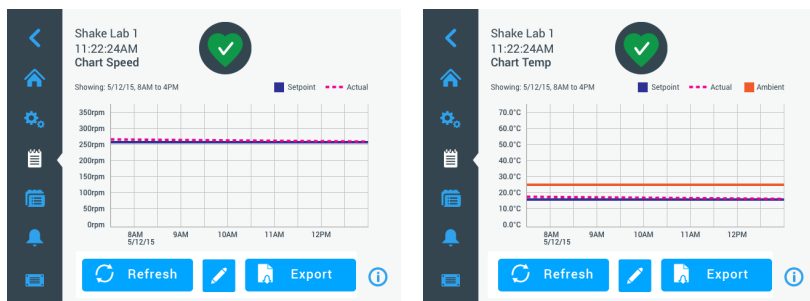 Shake Lab 1
11:22:24AM
Chart Speed
Showing: 5/12/15, 8AM to 4PM
Setpoint Actual
350rpm
300rpm
250rpm
200rpm
150rpm
100rpm
50rpm
0rpm
8AM 9AM 10AM 11AM 12PM
5/12/15
Refresh Export
Shake Lab 1
11:22:24AM
Chart Temp
Showing: 5/12/15, 8AM to 4PM
Setpoint Actual Ambient
70.0°C
60.0°C
50.0°C
40.0°C
30.0°C
20.0°C
10.0°C
0.0°C
8AM 9AM 10AM 11AM 12PM
5/12/15
Refresh Export